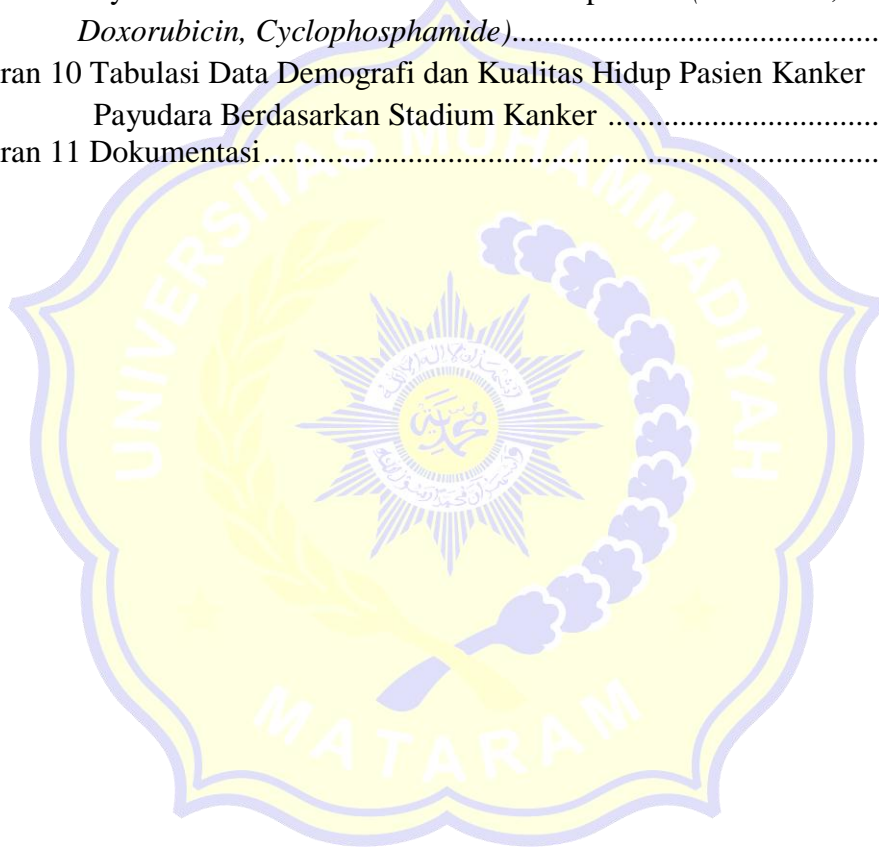 Doxorubicin, Cyclophosphamide)..............................................
ran 10 Tabulasi Data Demografi dan Kualitas Hidup Pasien Kanker
Payudara Berdasarkan Stadium Kanker ..................................
ran 11 Dokumentasi.............................................................................
UNIVERSITAS MUHAMMADIYAH
MATARAM